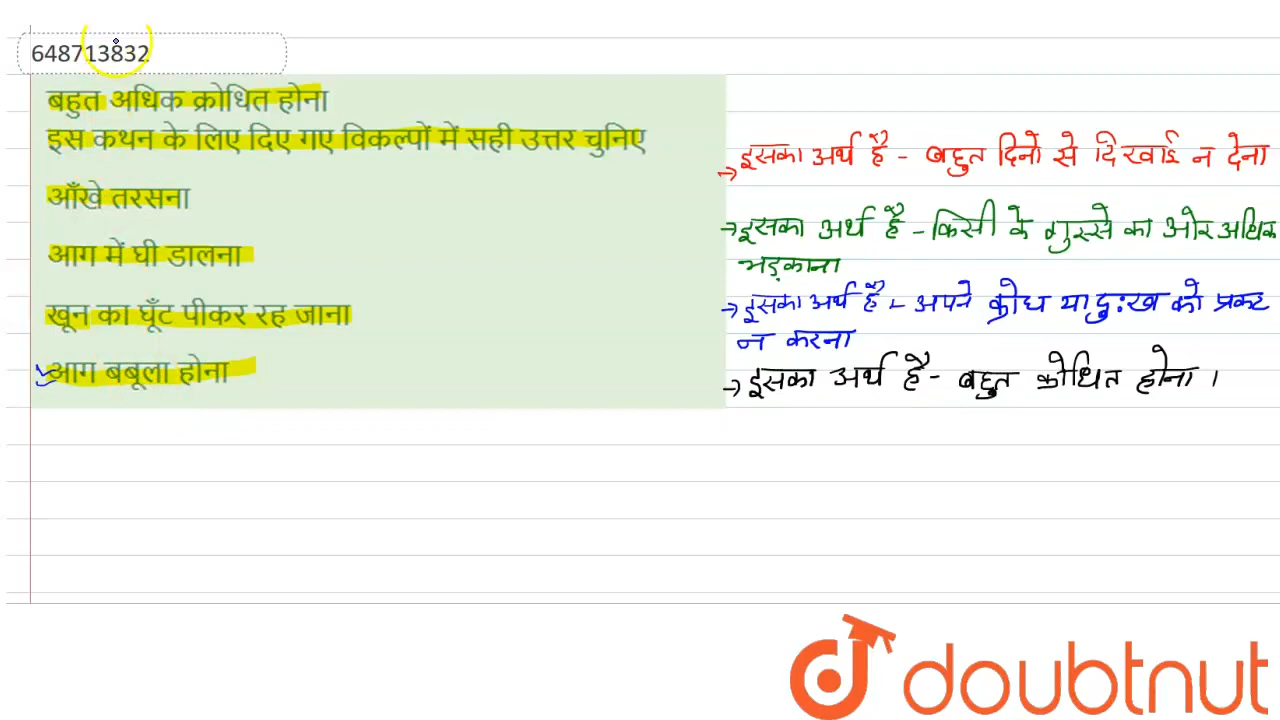 648713832
बहुत अधिक क्रोधित होना
इस कथन के लिए दिए गए विकल्पों में सही उत्तर चुनिए
आँखे तरसना
आग में घी डालना
खून का घूँट पीकर रह जाना
आग बबूला होना
→ इसका अर्थ है - बहुत दिनो से दिखाई न देना
→ इसका अर्थ है - किसी के गुस्से का ओर अधिक
भड़काना
→ इसका अर्थ है - अपने क्रोध या दुःख को प्रकट
न करना
→ इसका अर्थ है - बहुत क्रोधित होना ।
doubtnut